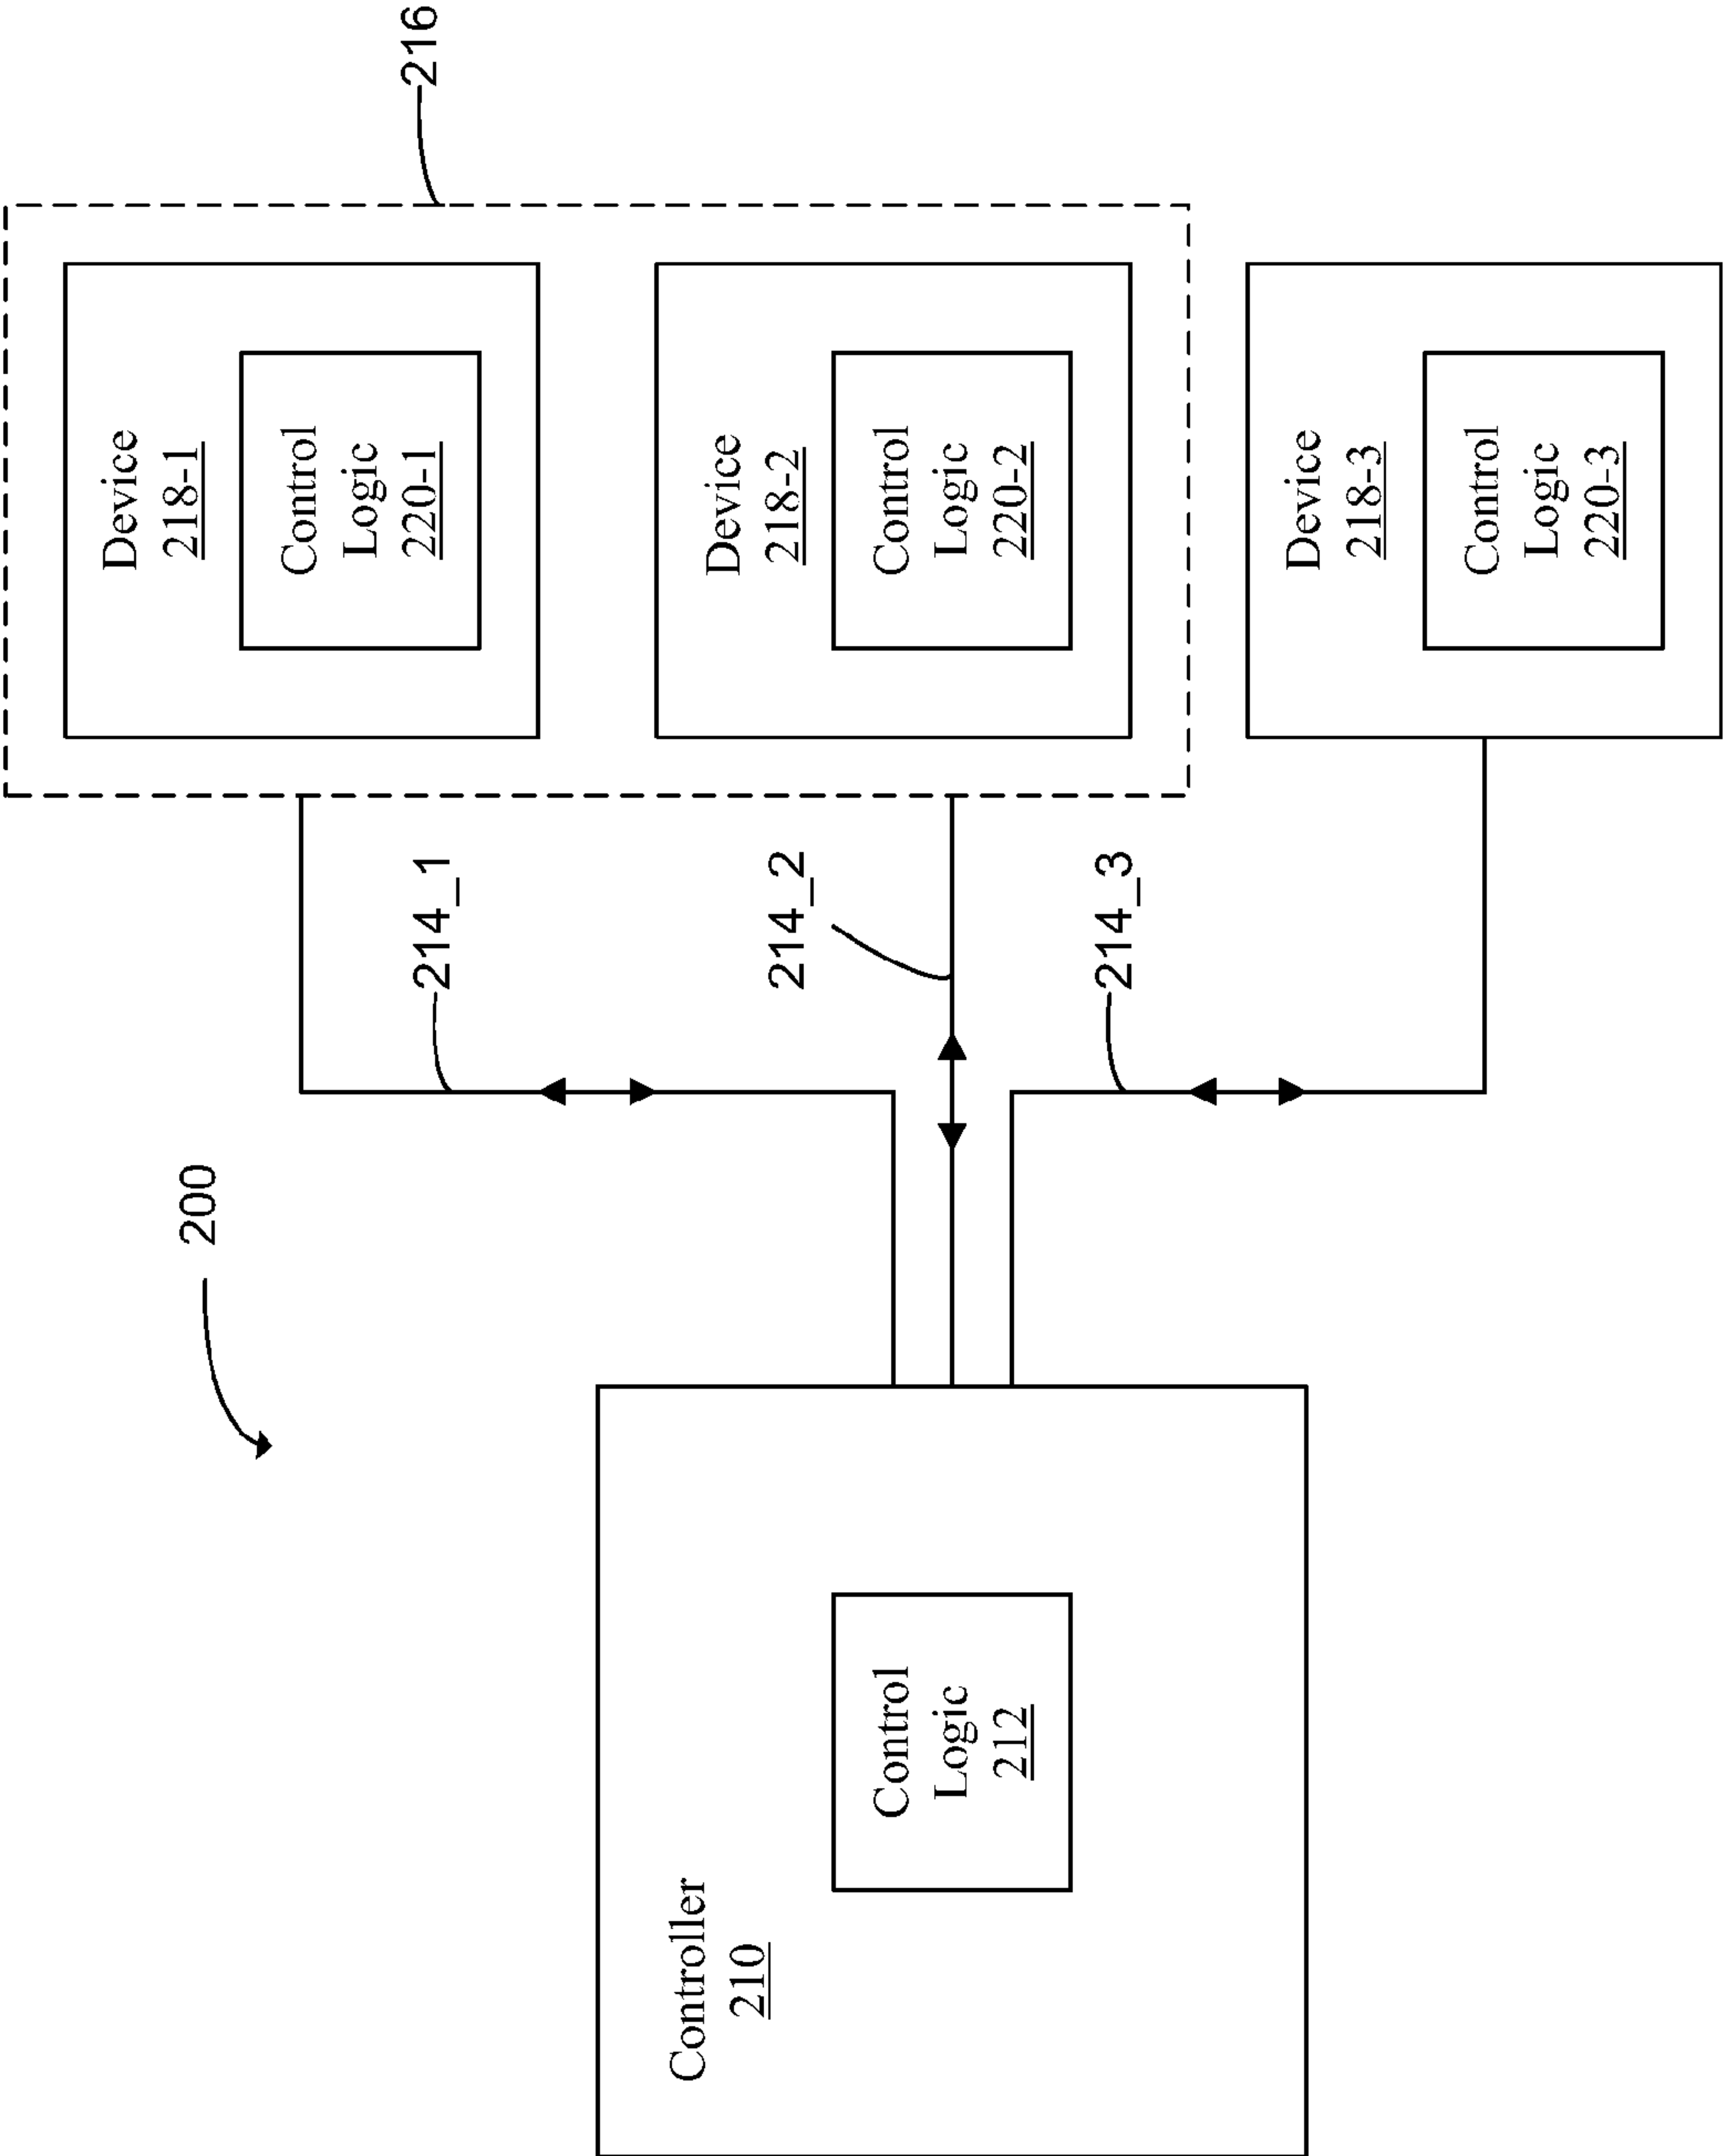 200
Controller
210
Control
Logic
212
214_1
214_2
214_3
216
Device
218-1
Control
Logic
220-1
Device
218-2
Control
Logic
220-2
Device
218-3
Control
Logic
220-3